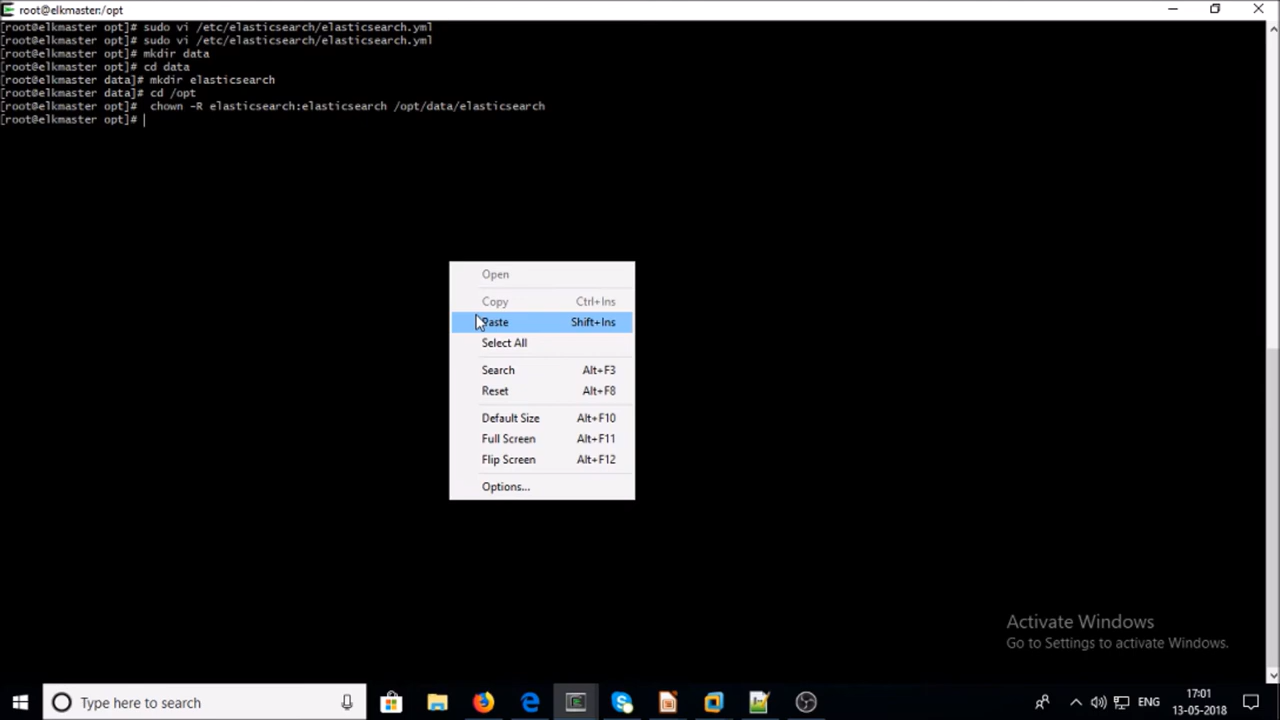 root@elkmaster:/opt
[root@elkmaster opt]# sudo vi /etc/elasticsearch/elasticsearch.yml
[root@elkmaster opt]# sudo vi /etc/elasticsearch/elasticsearch.yml
[root@elkmaster opt]# mkdir data
[root@elkmaster opt]# cd data
[root@elkmaster data]# mkdir elasticsearch
[root@elkmaster data]# cd /opt
[root@elkmaster opt]#  chown -R elasticsearch:elasticsearch /opt/data/elasticsearch
[root@elkmaster opt]#
Open
Copy Ctrl+Ins
Paste Shift+Ins
Select All
Search Alt+F3
Reset Alt+F8
Default Size Alt+F10
Full Screen Alt+F11
Flip Screen Alt+F12
Options...
Activate Windows
Go to Settings to activate Windows.
Type here to search
ENG
17:01
13-05-2018